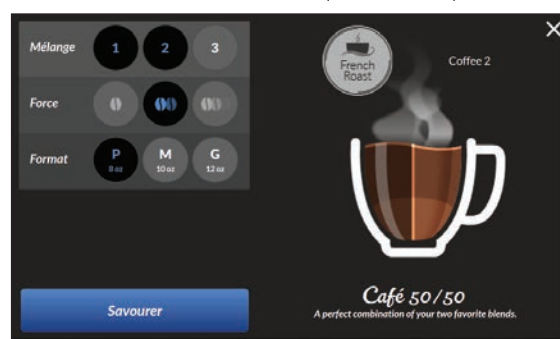 Mélange
1
2
3
Force
Format
P
8 oz
M
10 oz
G
12 oz
Savourer
French
Roast
Coffee 2
Café 50/50
A perfect combination of your two favorite blends.